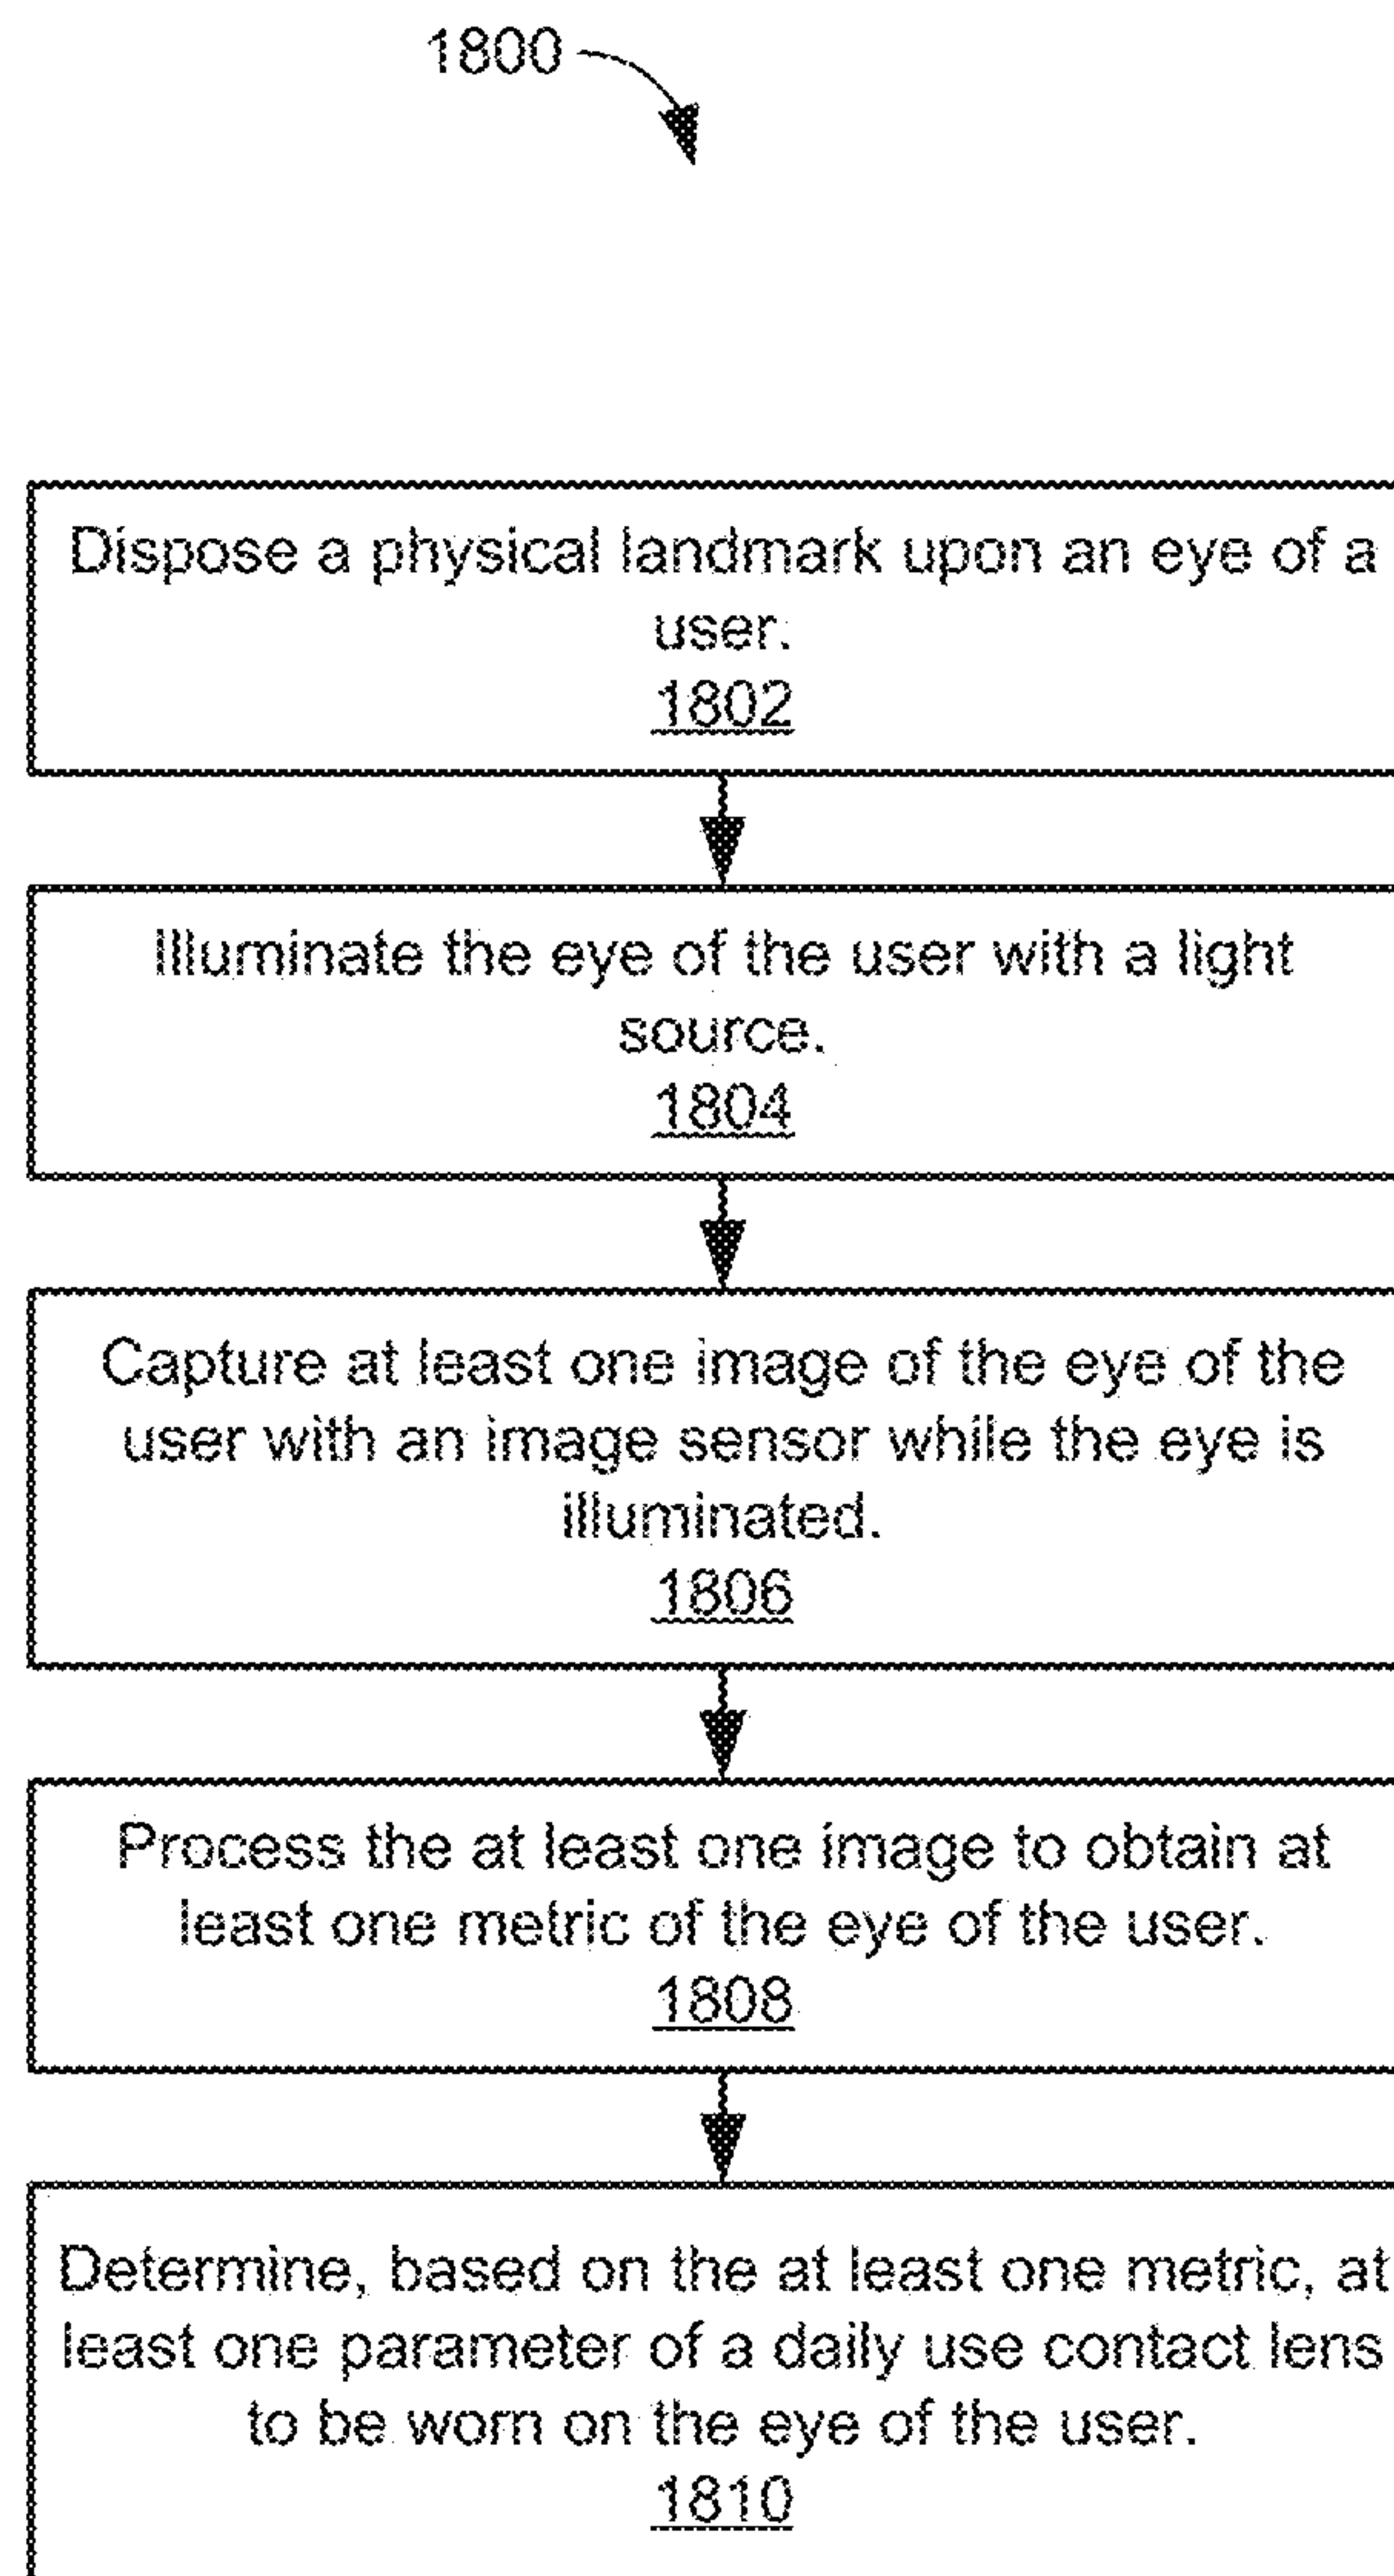 1800
Dispose a physical landmark upon an eye of a
user.
1802
Illuminate the eye of the user with a light
source.
1804
Capture at least one image of the eye of the
user with an image sensor while the eye is
illuminated.
1806
Process the at least one image to obtain at
least one metric of the eye of the user.
1808
Determine, based on the at least one metric, at
least one parameter of a daily use contact lens
to be worn on the eye of the user.
1810